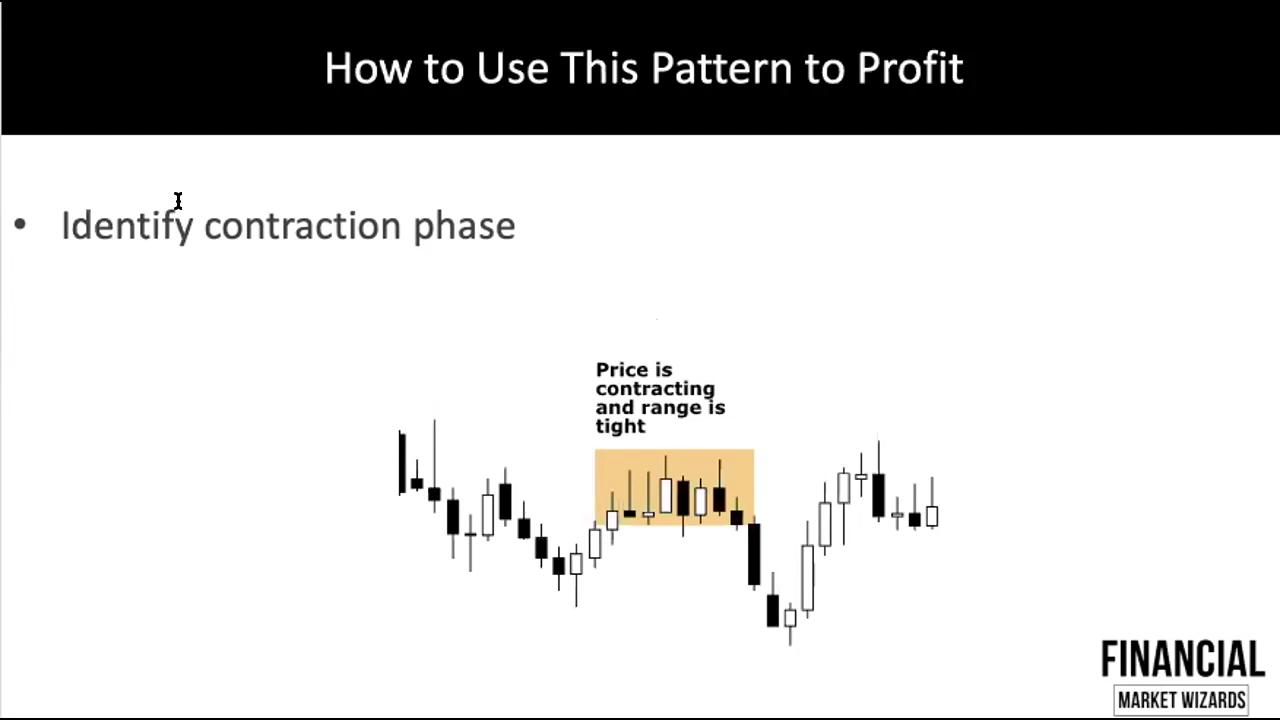 How to Use This Pattern to Profit
• Identify contraction phase
Price is
contracting
and range is
tight
FINANCIAL
MARKET WIZARDS